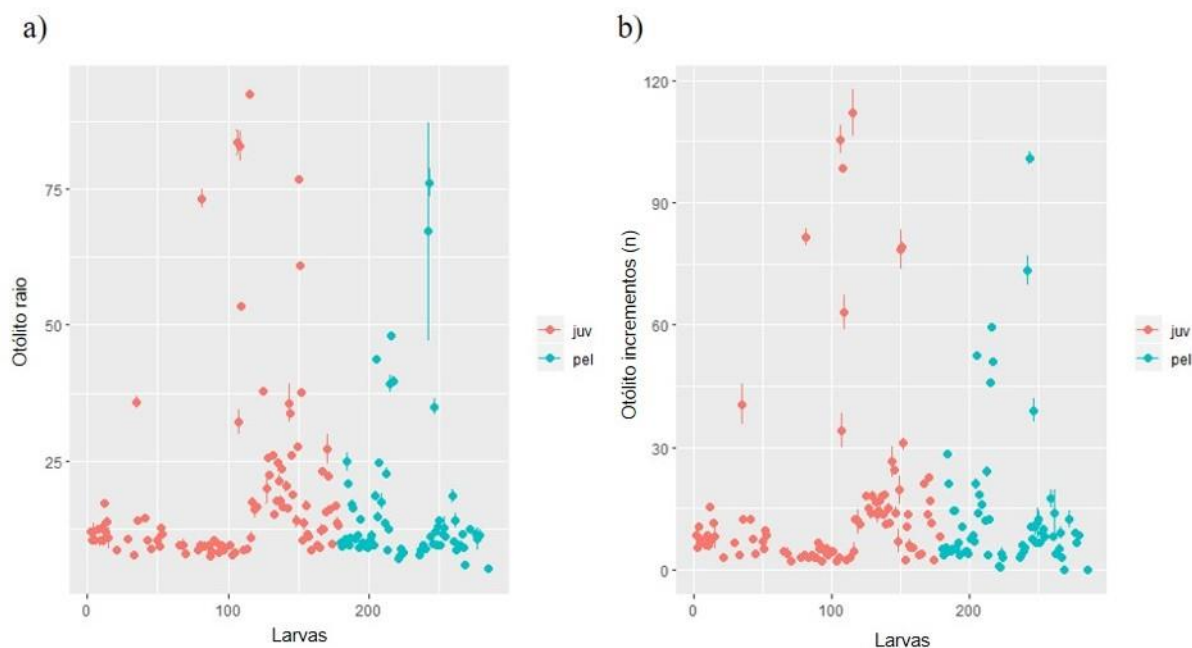 a)
Otólito raio
75
50
25
0
100
200
Larvas
juv
pel
b)
Otólito incrementos (n)
120
90
60
30
0
0
100
200
Larvas
juv
pel